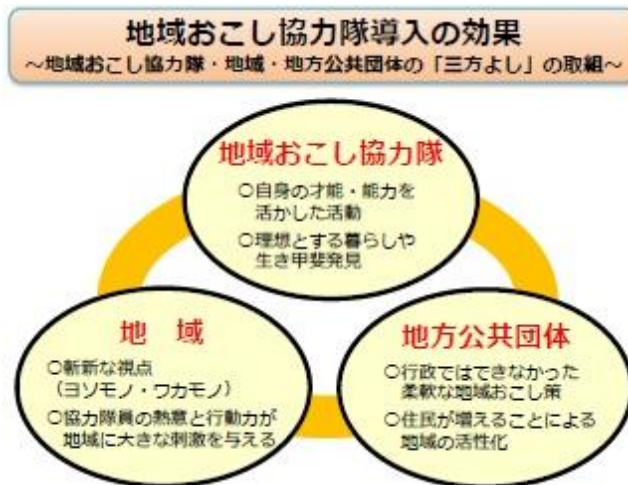 地域おこし協力隊導入の効果
~地域おこし協力隊・地域・地方公共団体の「三方よし」の取組~
地域おこし協力隊
○自身の才能・能力を
活かした活動
○理想とする暮らしや
生き甲斐発見
地 域
○斬新な視点
(ヨソモノ・ワカモノ)
○協力隊員の熱意と行動力が
地域に大きな刺激を与える
地方公共団体
○行政ではできなかった
柔軟な地域おこし策
○住民が増えることによる
地域の活性化